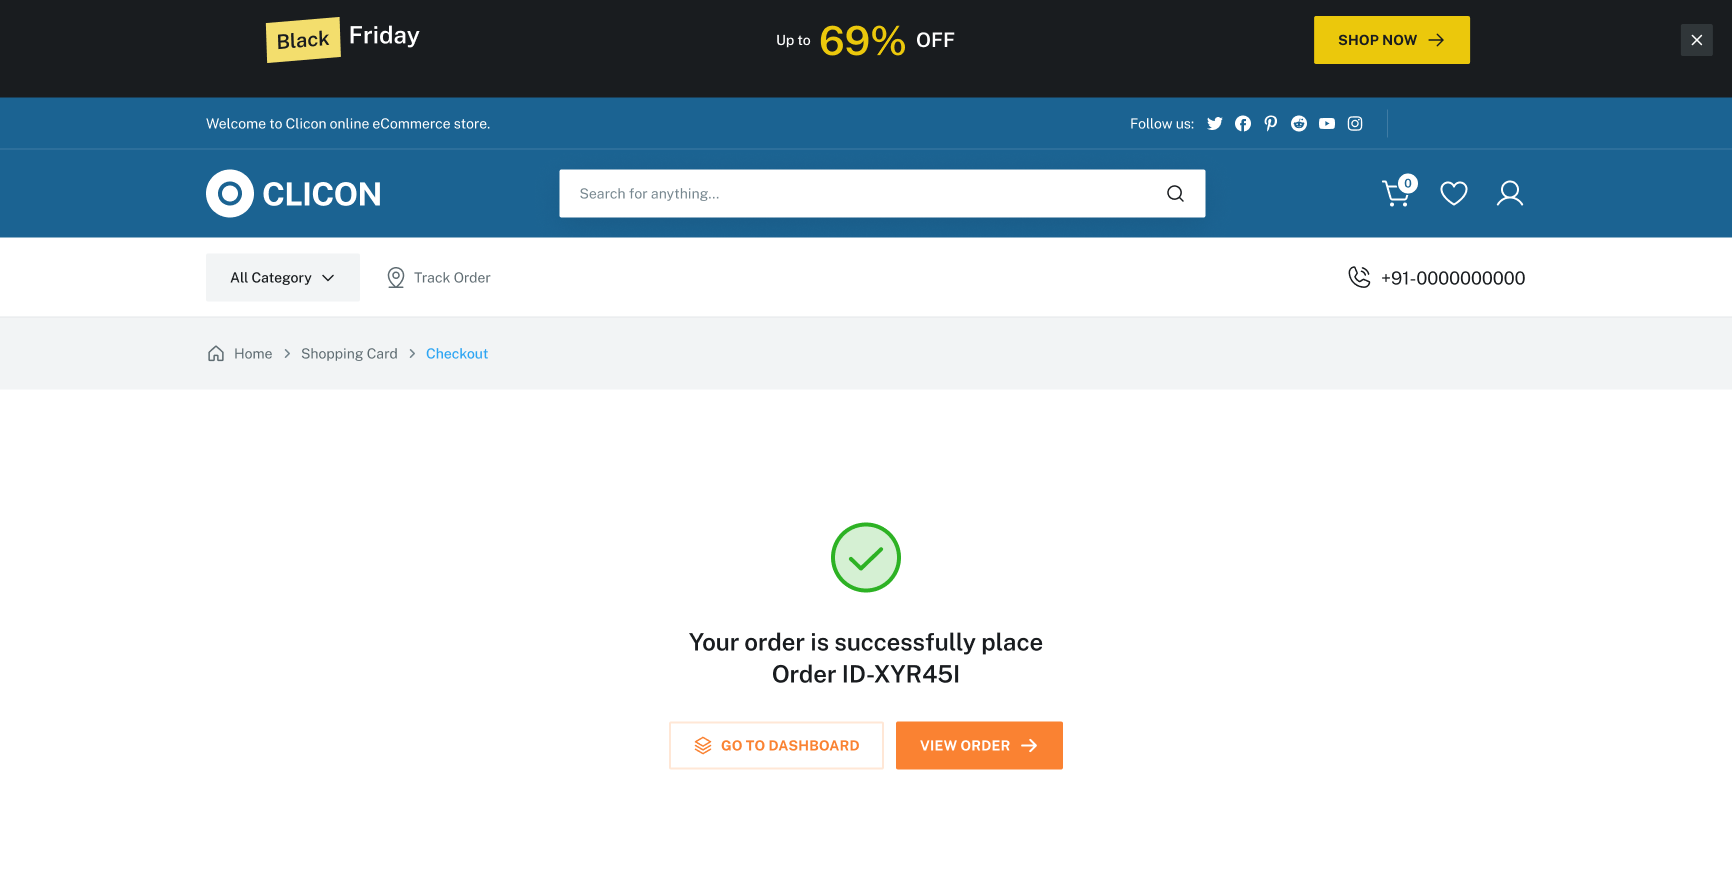 Black Friday
Up to 69% OFF
SHOP NOW
Welcome to Clicon online eCommerce store.
Follow us:
CLICON
Search for anything...
0
All Category
Track Order
+91-0000000000
Home
Shopping Card
Checkout
Your order is successfully place
Order ID-XYR45I
GO TO DASHBOARD
VIEW ORDER